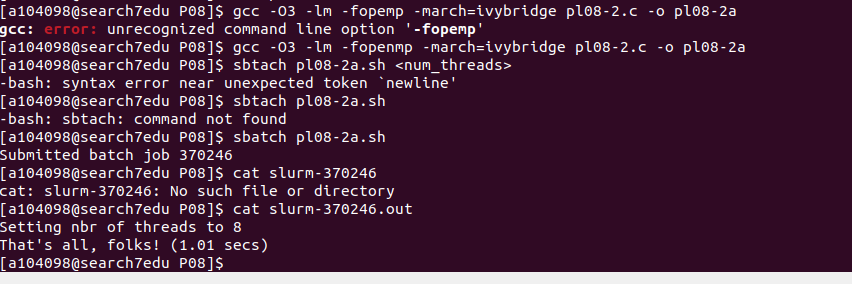 [a104098@search7edu P08]$ gcc -O3 -lm -fopemp -march=ivybridge pl08-2.c -o pl08-2a
gcc: error: unrecognized command line option '-fopemp'
[a104098@search7edu P08]$ gcc -O3 -lm -fopenmp -march=ivybridge pl08-2.c -o pl08-2a
[a104098@search7edu P08]$ sbtach pl08-2a.sh <num_threads>
-bash: syntax error near unexpected token `newline'
[a104098@search7edu P08]$ sbtach pl08-2a.sh
-bash: sbtach: command not found
[a104098@search7edu P08]$ sbatch pl08-2a.sh
Submitted batch job 370246
[a104098@search7edu P08]$ cat slurm-370246
cat: slurm-370246: No such file or directory
[a104098@search7edu P08]$ cat slurm-370246.out
Setting nbr of threads to 8
That's all, folks! (1.01 secs)
[a104098@search7edu P08]$